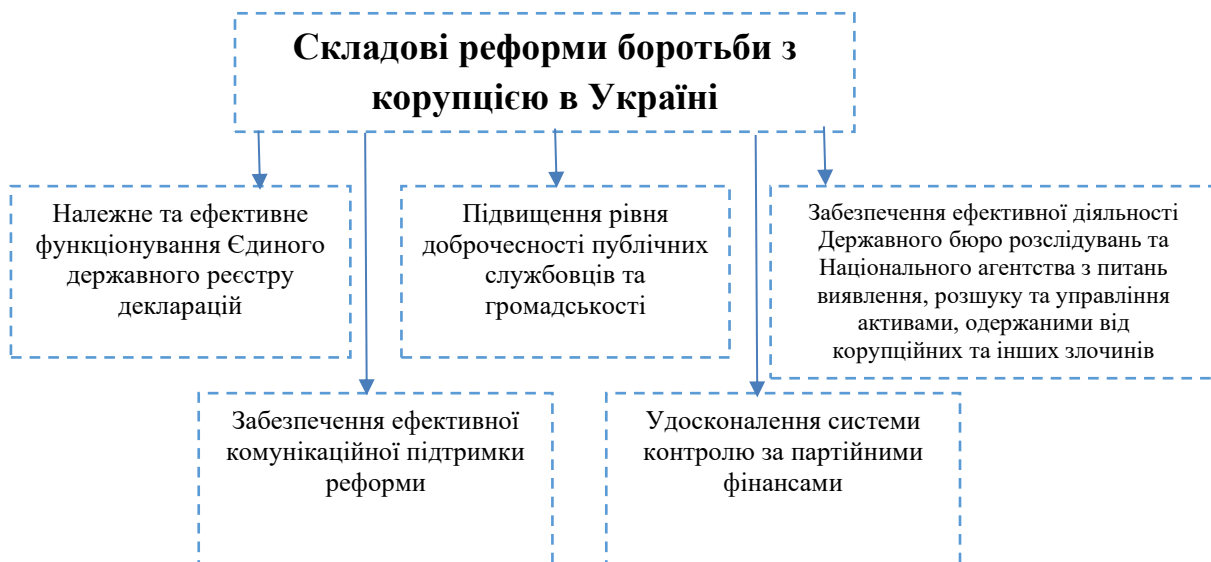 Складові реформи боротьби з
корупцією в Україні
Належне та ефективне
функціонування Єдиного
державного реєстру
декларацій
Підвищення рівня
доброчесності публічних
службовців та
громадськості
Забезпечення ефективної діяльності
Державного бюро розслідувань та
Національного агентства з питань
виявлення, розшуку та управління
активами, одержаними від
корупційних та інших злочинів
Забезпечення ефективної
комунікаційної підтримки
реформи
Удосконалення системи
контролю за партійними
фінансами